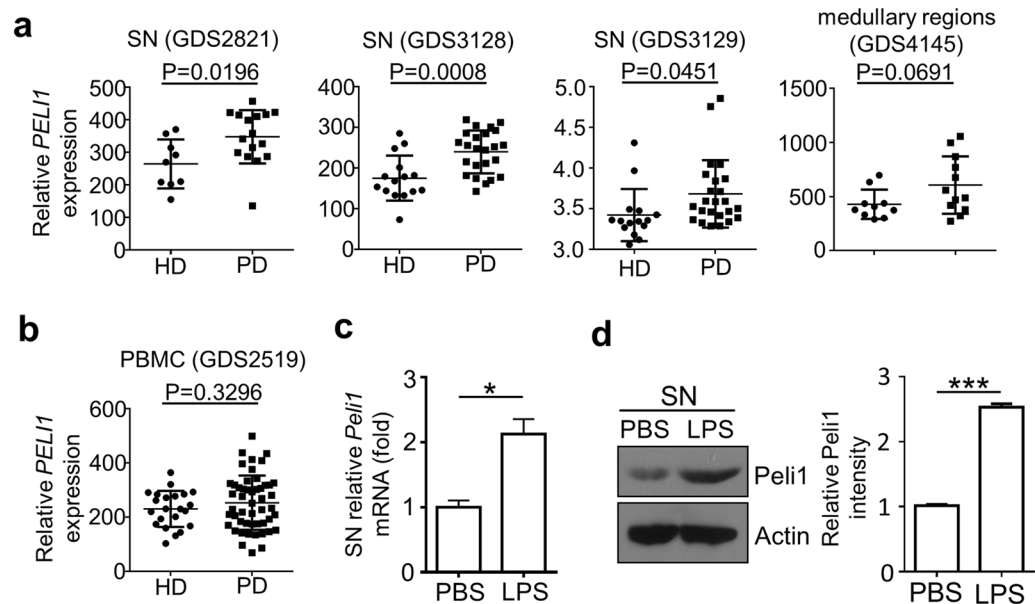 a
SN (GDS2821)
P=0.0196
Relative PELI1
expression
500
400
300
200
100
0
HD PD
SN (GDS3128)
P=0.0008
400
300
200
100
0
HD PD
SN (GDS3129)
P=0.0451
5.0
4.5
4.0
3.5
3.0
HD PD
medullary regions
(GDS4145)
P=0.0691
1500
1000
500
0
b
PBMC (GDS2519)
P=0.3296
Relative PELI1
expression
600
400
200
0
HD PD
c
SN relative Peli1
mRNA (fold)
3
2
1
0
*
PBS LPS
d
SN
PBS LPS
Peli1
Actin
Relative Peli1
intensity
3
2
1
0
***
PBS LPS